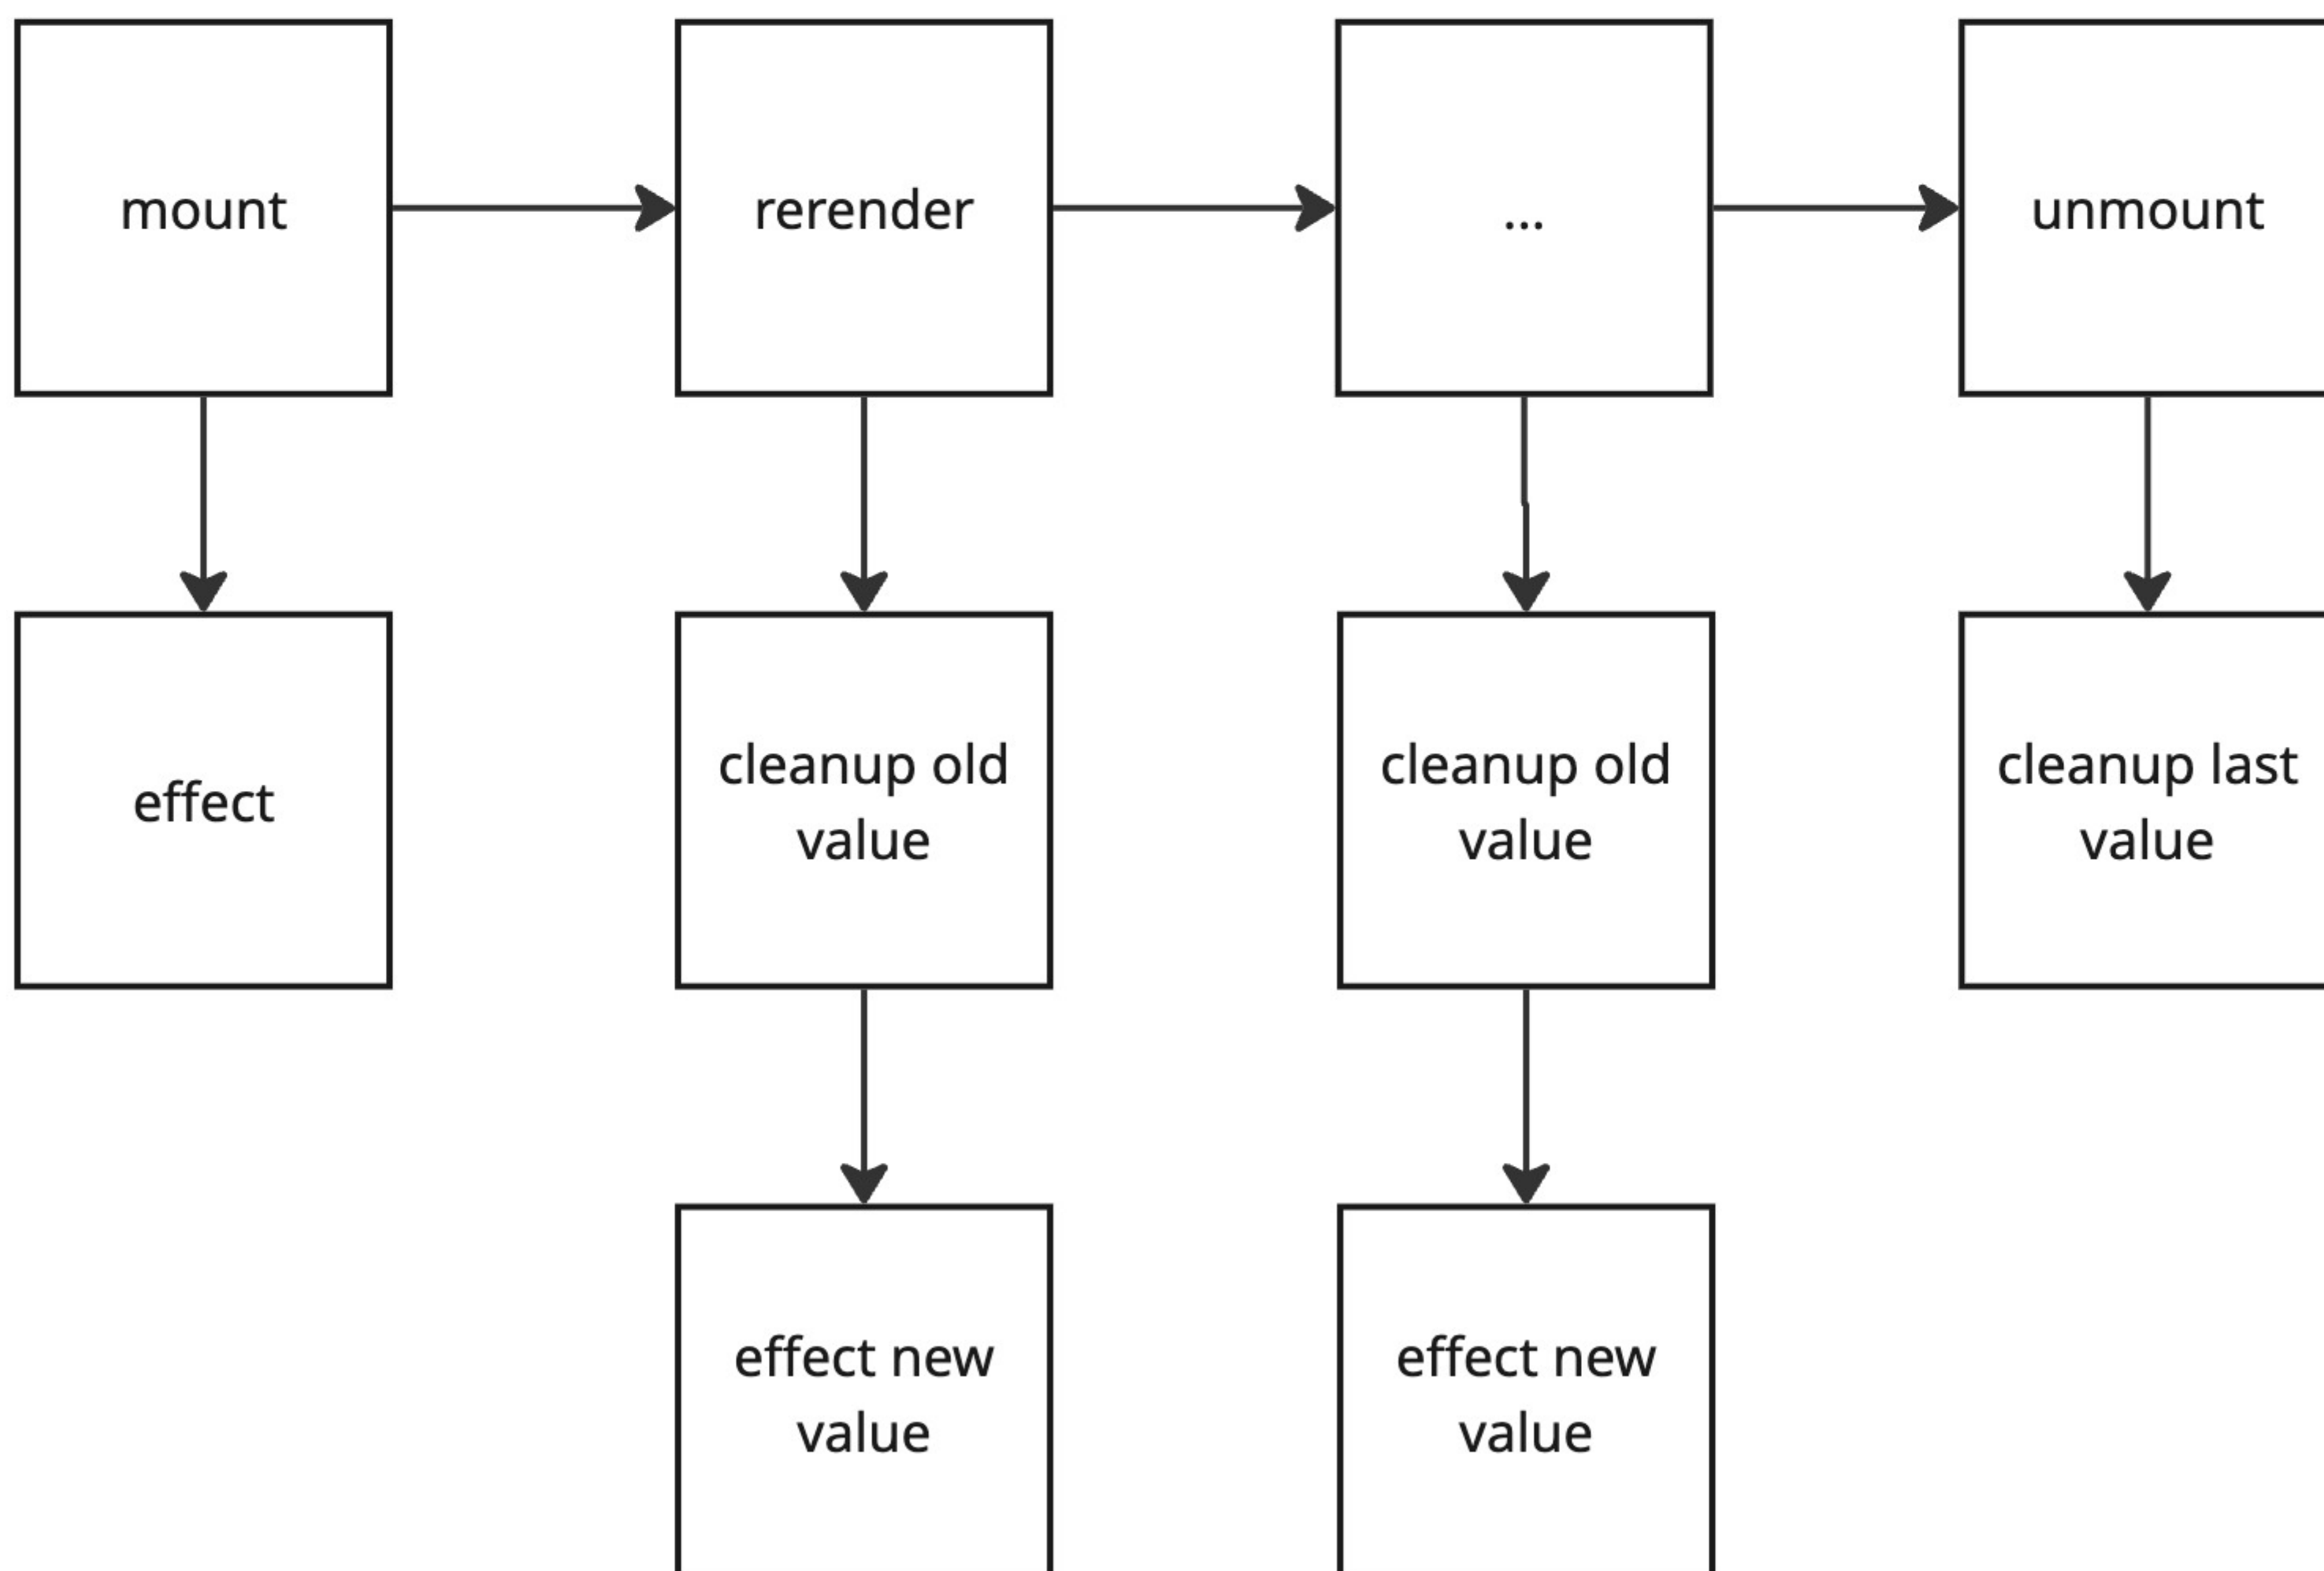 mount
rerender
...
unmount
effect
cleanup old
value
cleanup old
value
cleanup last
value
effect new
value
effect new
value